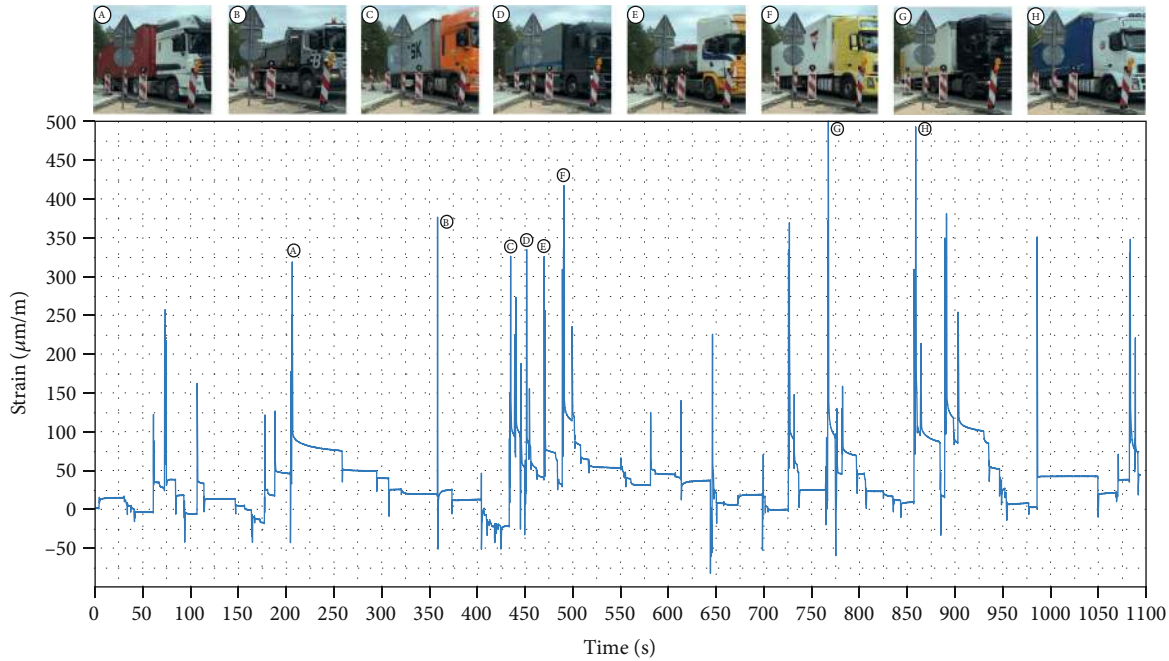 A B C D E F G H
SK
B
500
450
400
350
300
250
200
150
100
50
0
−50
Strain (μm/m)
A
B
C
D
E
F
G
H
0 50 100 150 200 250 300 350 400 450 500 550 600 650 700 750 800 850 900 950 1000 1050 1100
Time (s)